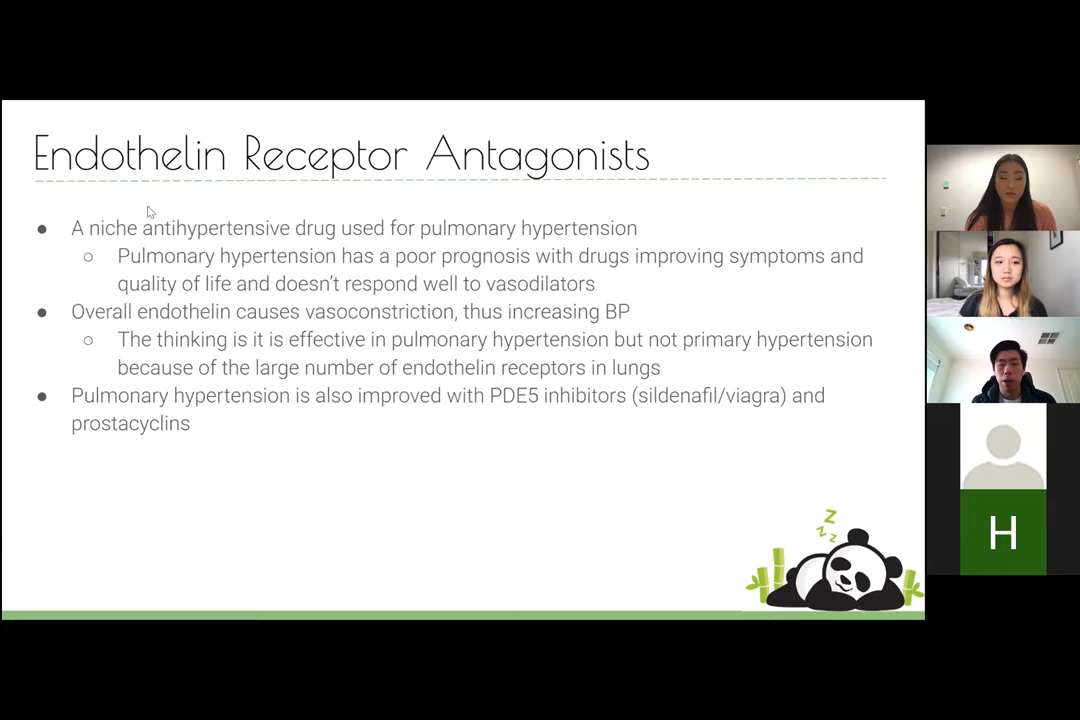 Endothelin Receptor Antagonists
● A niche antihypertensive drug used for pulmonary hypertension
○ Pulmonary hypertension has a poor prognosis with drugs improving symptoms and
quality of life and doesn't respond well to vasodilators
● Overall endothelin causes vasoconstriction, thus increasing BP
○ The thinking is it is effective in pulmonary hypertension but not primary hypertension
because of the large number of endothelin receptors in lungs
● Pulmonary hypertension is also improved with PDE5 inhibitors (sildenafil/viagra) and
prostacyclins
z z z
H